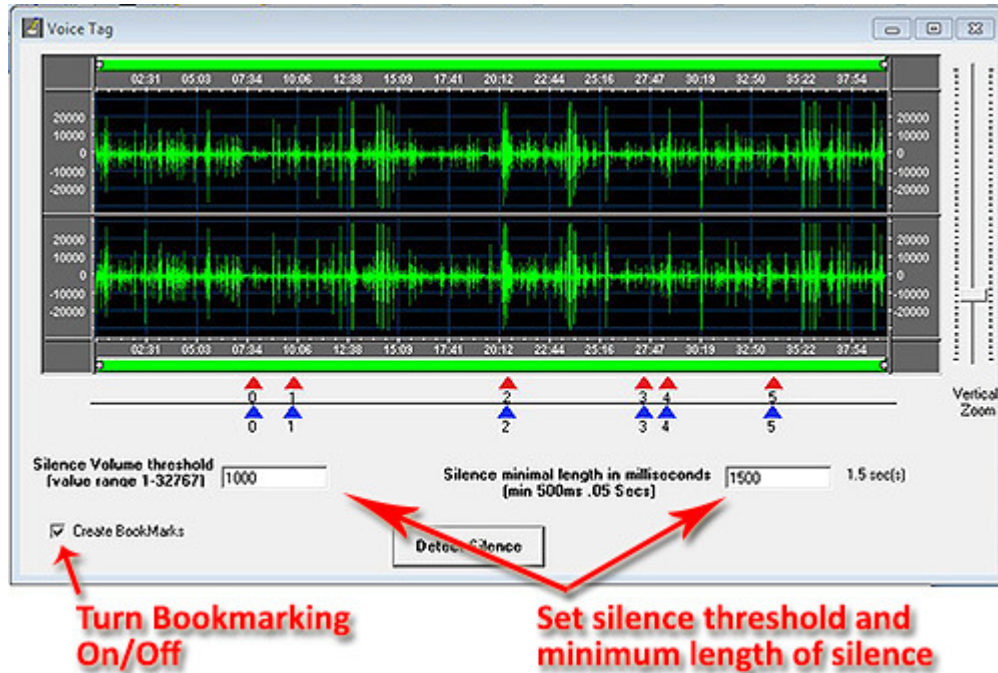 Voice Tag
02:31 05:03 07:34 10:06 12:38 15:09 17:41 20:12 22:44 25:16 27:47 30:19 32:50 35:22 37:54
20000 20000
10000 10000
0 0
-10000 -10000
-20000 -20000
20000 20000
10000 10000
0 0
-10000 -10000
-20000 -20000
02:31 05:03 07:34 10:06 12:38 15:09 17:41 20:12 22:44 25:16 27:47 30:19 32:50 35:22 37:54
0 1 2 3 4 5
0 1 2 3 4 5
Vertical
Zoom
Silence Volume threshold
(value range 1-32767)
1000
Silence minimal length in milliseconds
(min 500ms .05 Secs)
1500
1.5 sec(s)
Create BookMarks
Detect Silence
Turn Bookmarking
On/Off
Set silence threshold and
minimum length of silence